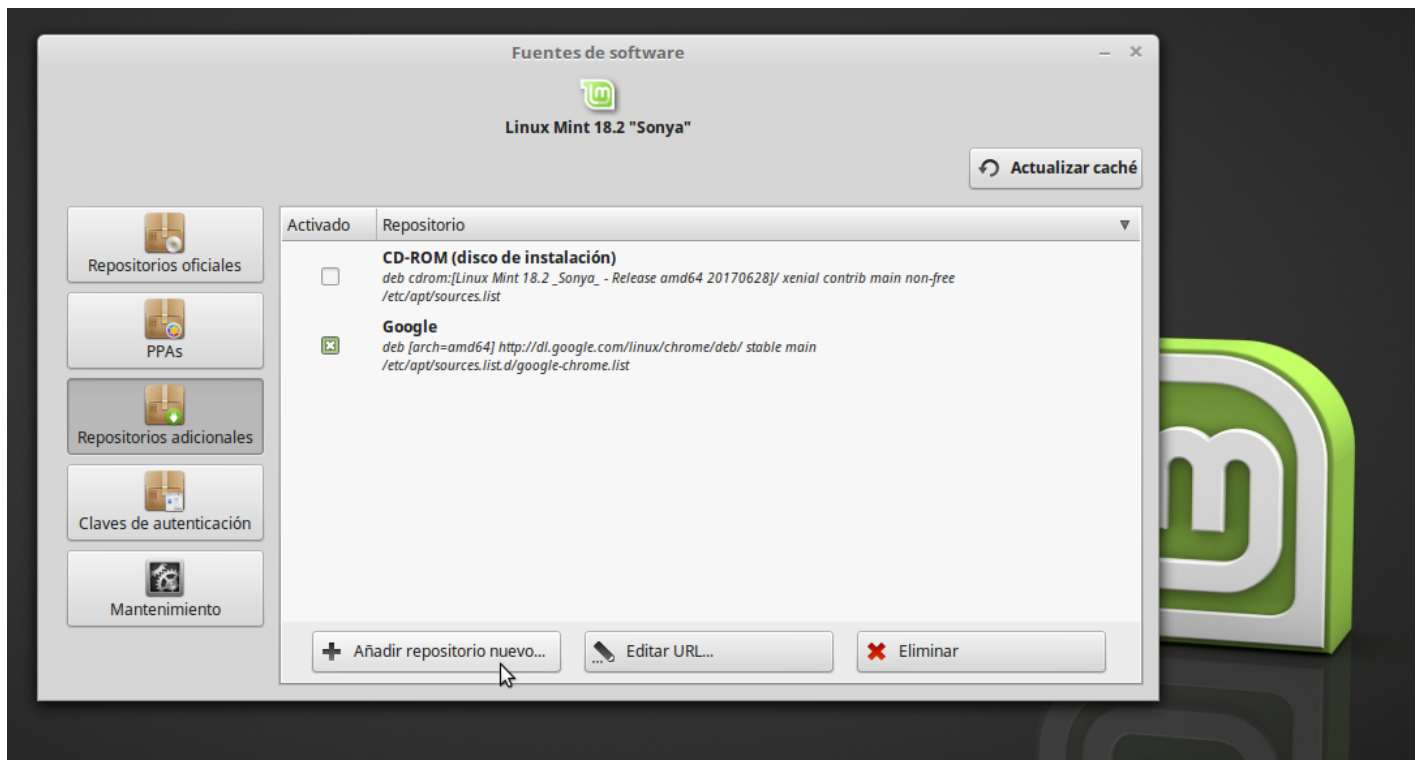 Fuentes de software
Linux Mint 18.2 "Sonya"
Actualizar caché
Repositorios oficiales
PPAs
Repositorios adicionales
Claves de autenticación
Mantenimiento
Activado Repositorio
CD-ROM (disco de instalación)
deb cdrom:[Linux Mint 18.2 _Sonya_ - Release amd64 20170628]/ xenial contrib main non-free
/etc/apt/sources.list
Google
deb [arch=amd64] http://dl.google.com/linux/chrome/deb/ stable main
/etc/apt/sources.list.d/google-chrome.list
Añadir repositorio nuevo... Editar URL... Eliminar